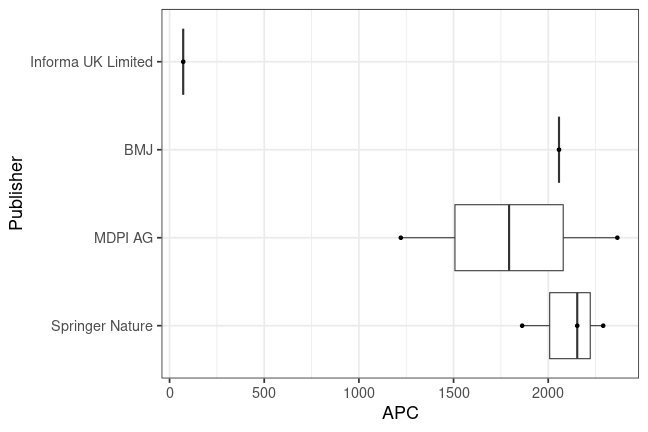 Publisher
Informa UK Limited
BMJ
MDPI AG
Springer Nature
0 500 1000 1500 2000
APC